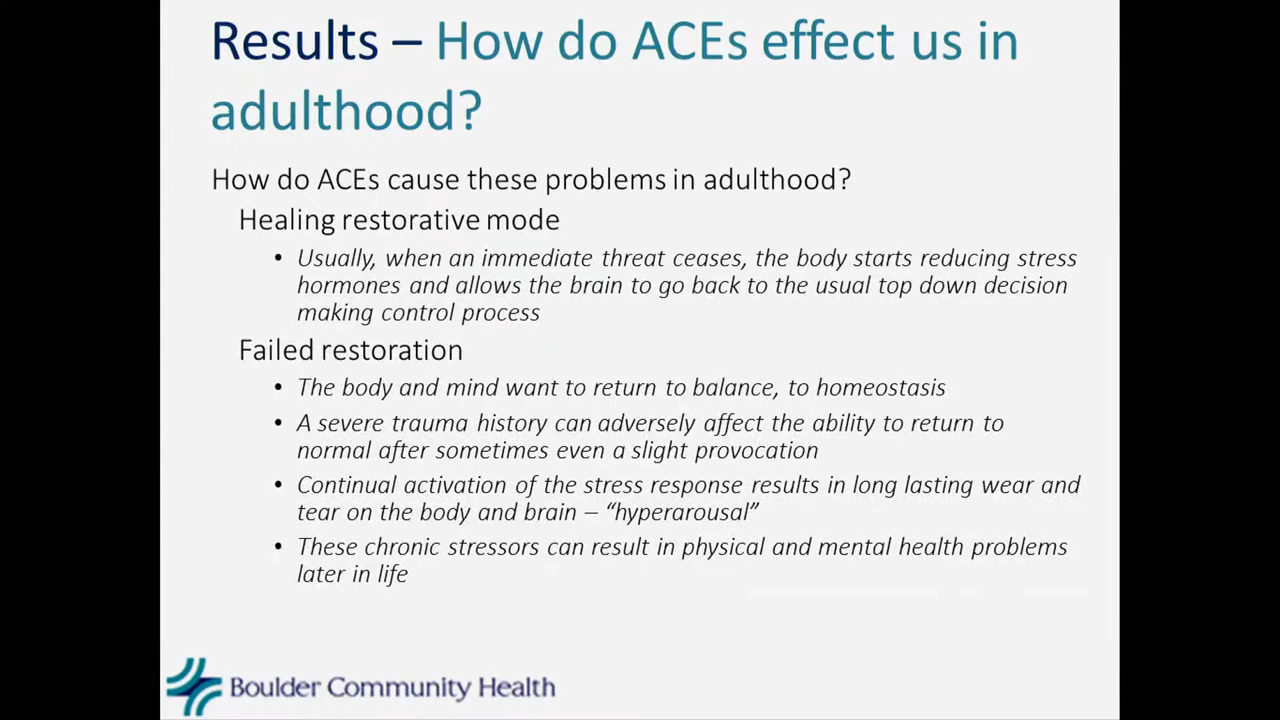 Results – How do ACEs effect us in
adulthood?
How do ACEs cause these problems in adulthood?
Healing restorative mode
• Usually, when an immediate threat ceases, the body starts reducing stress
hormones and allows the brain to go back to the usual top down decision
making control process
Failed restoration
• The body and mind want to return to balance, to homeostasis
• A severe trauma history can adversely affect the ability to return to
normal after sometimes even a slight provocation
• Continual activation of the stress response results in long lasting wear and
tear on the body and brain – “hyperarousal”
• These chronic stressors can result in physical and mental health problems
later in life
Boulder Community Health